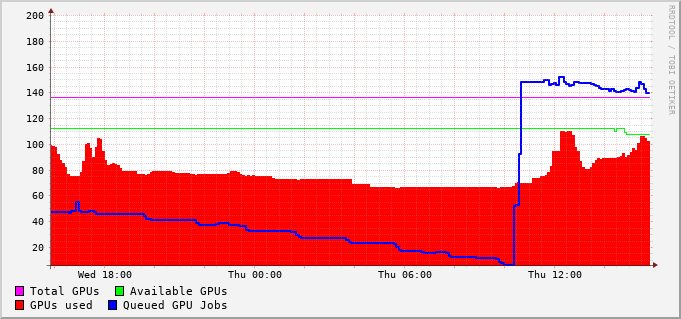 RRDTOOL / TOBI OETIKER
200
180
160
140
120
100
80
60
40
20
Wed 18:00 Thu 00:00 Thu 06:00 Thu 12:00
Total GPUs Available GPUs
GPUs used Queued GPU Jobs